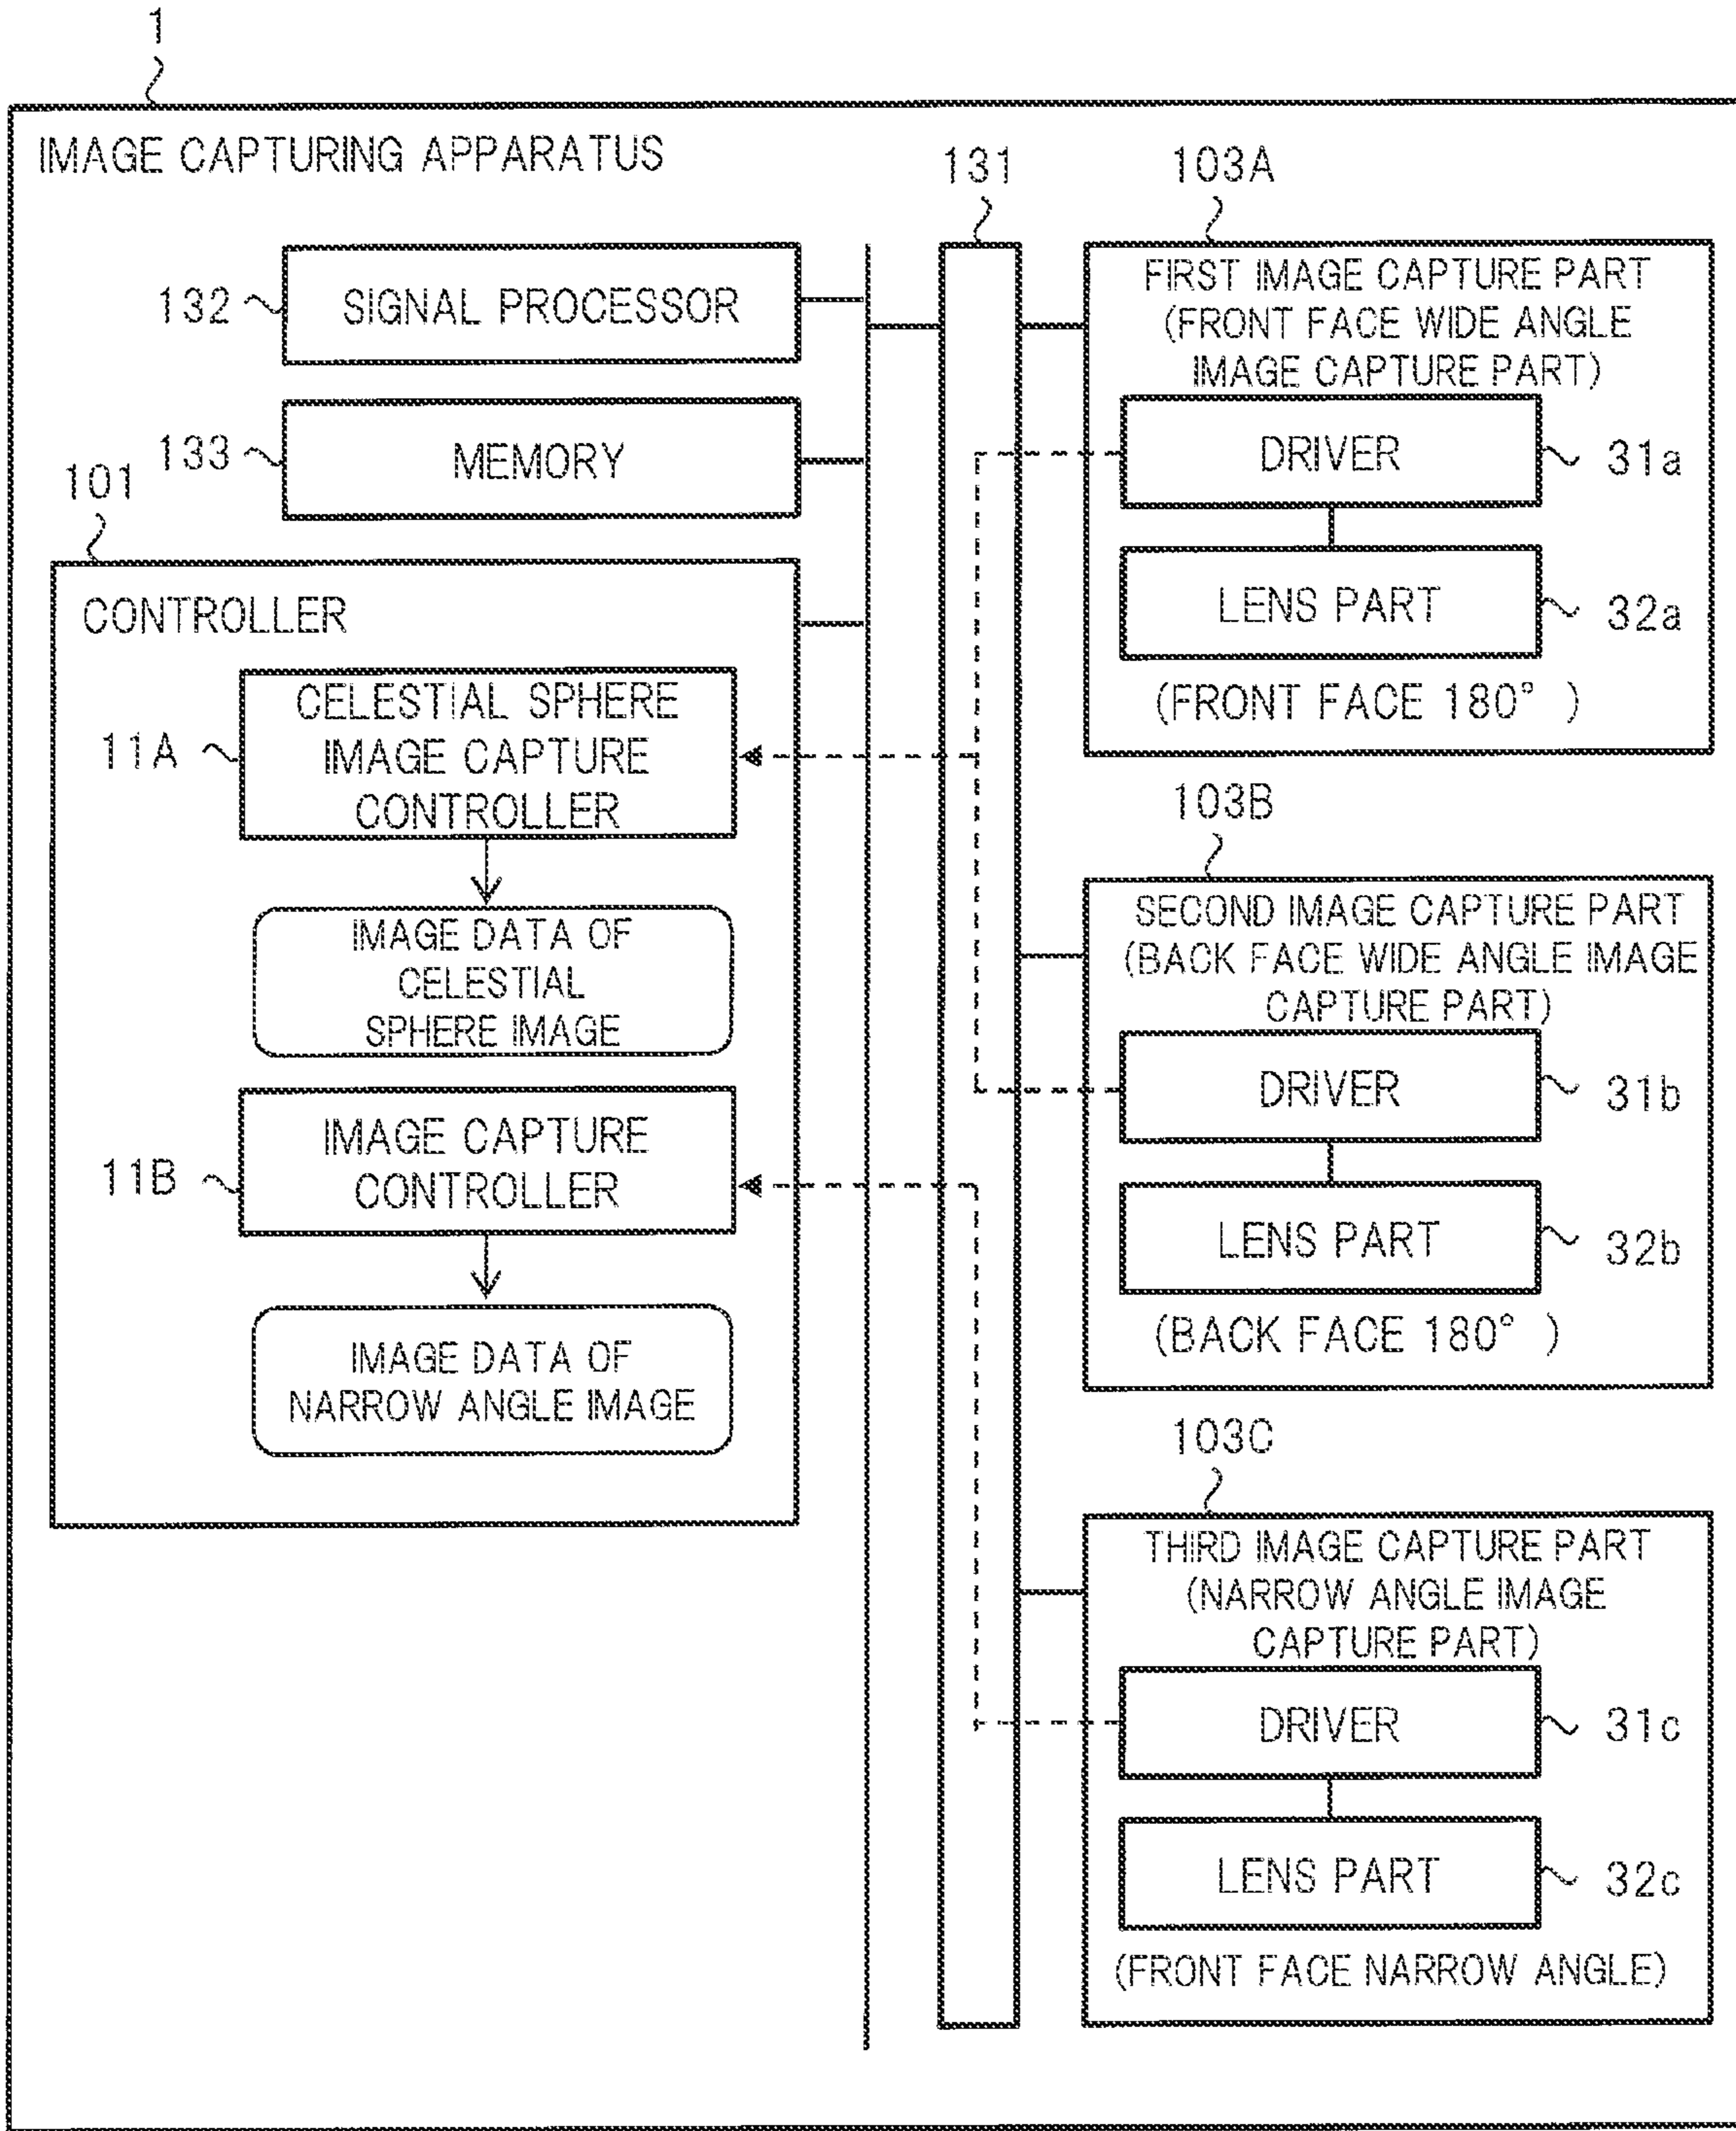 1
IMAGE CAPTURING APPARATUS
131
103A
132
SIGNAL PROCESSOR
133
MEMORY
101
CONTROLLER
11A
CELESTIAL SPHERE
IMAGE CAPTURE
CONTROLLER
IMAGE DATA OF
CELESTIAL
SPHERE IMAGE
11B
IMAGE CAPTURE
CONTROLLER
IMAGE DATA OF
NARROW ANGLE IMAGE
FIRST IMAGE CAPTURE PART
(FRONT FACE WIDE ANGLE
IMAGE CAPTURE PART)
DRIVER
31a
LENS PART
32a
(FRONT FACE 180° )
103B
SECOND IMAGE CAPTURE PART
(BACK FACE WIDE ANGLE IMAGE
CAPTURE PART)
DRIVER
31b
LENS PART
32b
(BACK FACE 180° )
103C
THIRD IMAGE CAPTURE PART
(NARROW ANGLE IMAGE
CAPTURE PART)
DRIVER
31c
LENS PART
32c
(FRONT FACE NARROW ANGLE)